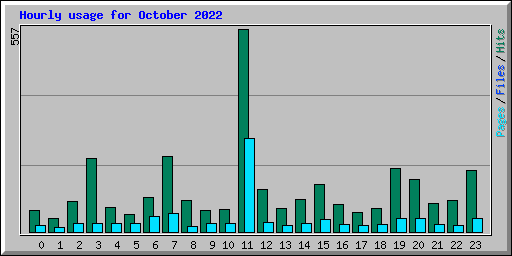 Hourly usage for October 2022
557
Pages/Files/Hits
0 1 2 3 4 5 6 7 8 9 10 11 12 13 14 15 16 17 18 19 20 21 22 23